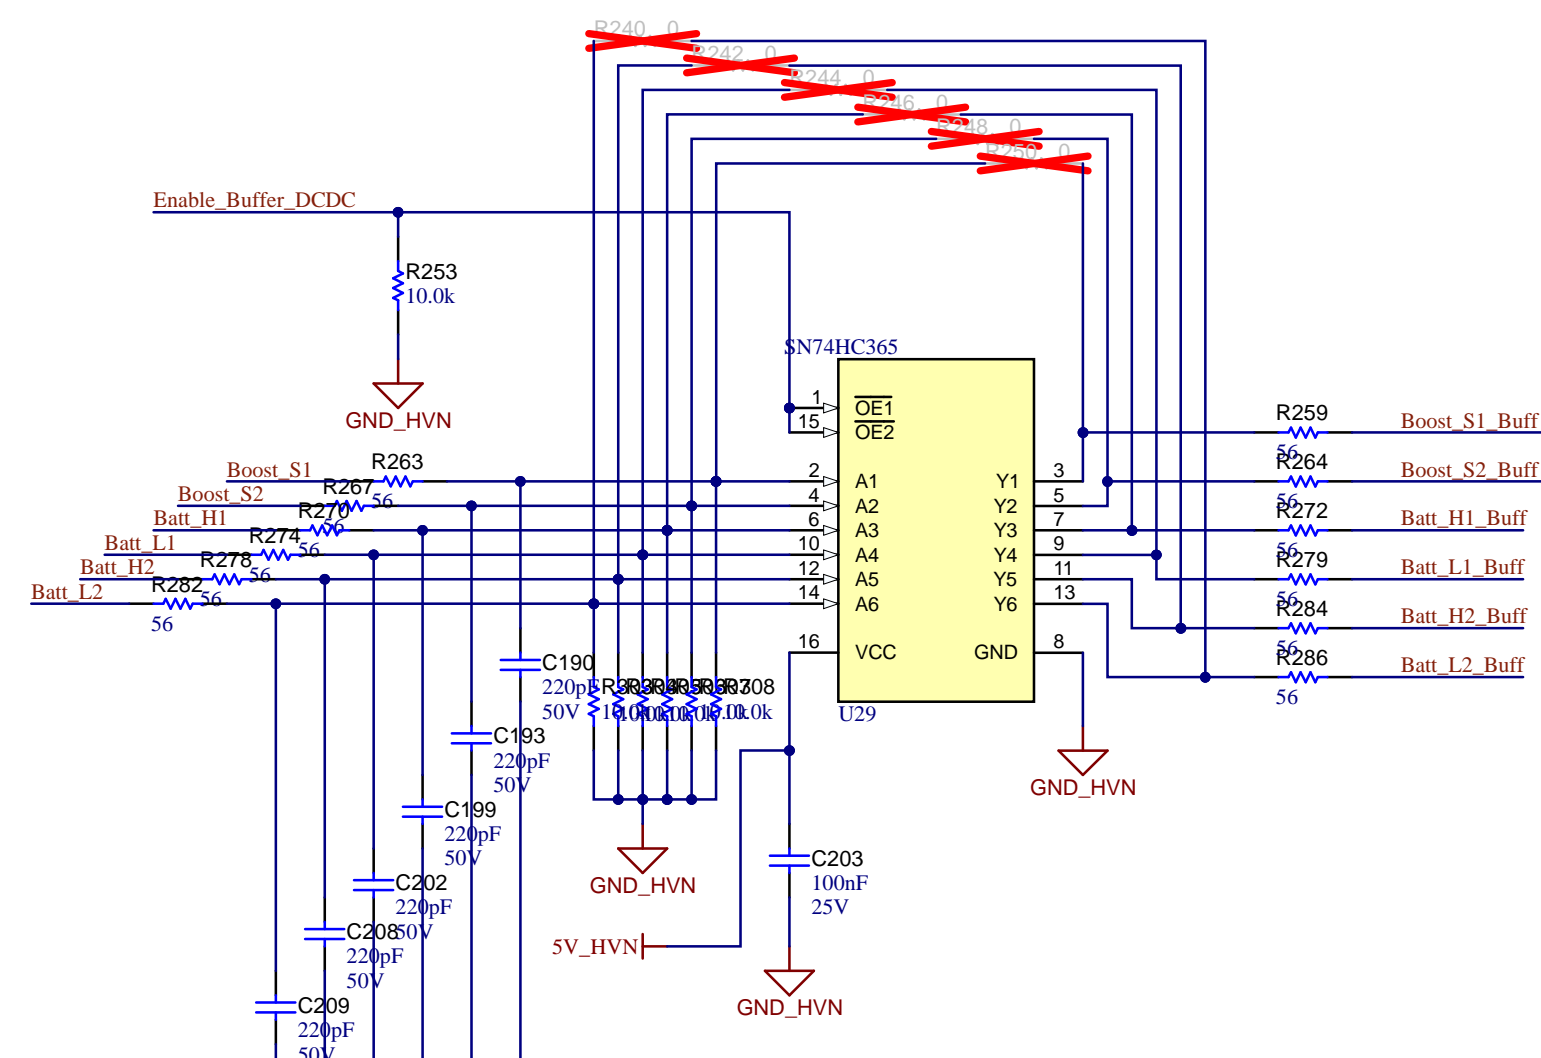 R240 0
R242 0
R244 0
R246 0
R248 0
R250 0
Enable_Buffer_DCDC
R253
10.0k
GND_HVN
SN74HC365
1 OE1
15 OE2
2 A1
4 A2
6 A3
10 A4
12 A5
14 A6
16 VCC
Y1 3
Y2 5
Y3 7
Y4 9
Y5 11
Y6 13
GND 8
U29
GND_HVN
Boost_S1 R263 56
Boost_S2 R267 56
Batt_H1 R270 56
Batt_L1 R274 56
Batt_H2 R278 56
Batt_L2 R282 56
R259 56 Boost_S1_Buff
R264 56 Boost_S2_Buff
R272 56 Batt_H1_Buff
R279 56 Batt_L1_Buff
R284 56 Batt_H2_Buff
R286 56 Batt_L2_Buff
C190
220pF
50V
C193
220pF
50V
C199
220pF
50V
C202
220pF
50V
C208
220pF
50V
C209
220pF
50V
10.0k
GND_HVN
C203
100nF
25V
5V_HVN
GND_HVN